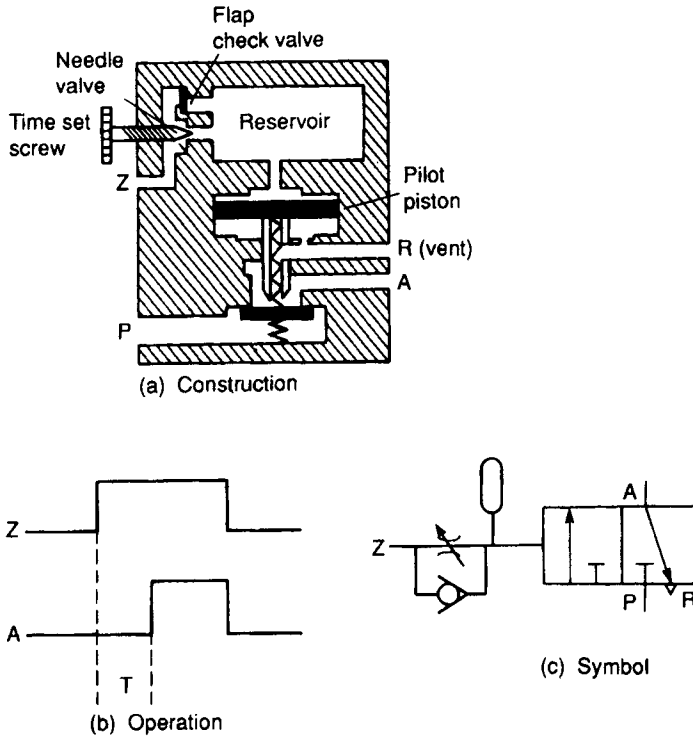 Flap
check valve
Needle
valve
Time set
screw
Reservoir
Z
Pilot
piston
R (vent)
A
P
(a) Construction
Z
A
T
(b) Operation
Z
A
P
R
(c) Symbol